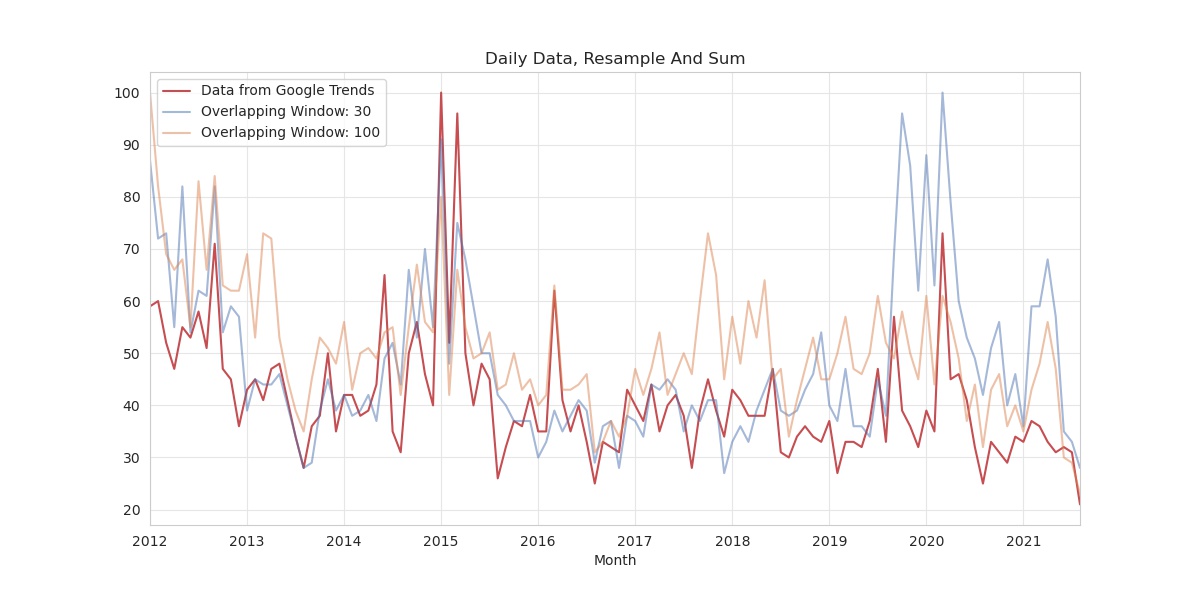 Daily Data, Resample And Sum
Data from Google Trends
Overlapping Window: 30
Overlapping Window: 100
100
90
80
70
60
50
40
30
20
2012 2013 2014 2015 2016 2017 2018 2019 2020 2021
Month